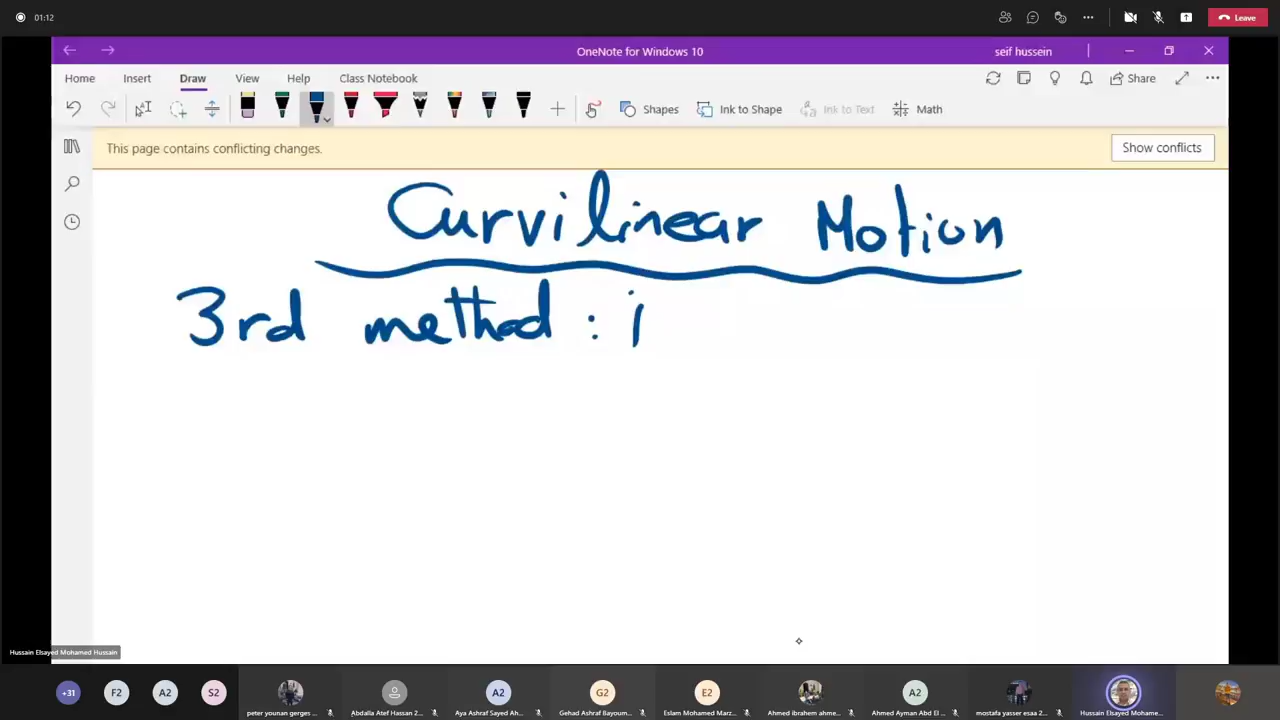 01:12
Leave
OneNote for Windows 10
seif hussein
Home Insert Draw View Help Class Notebook
Share
Shapes Ink to Shape Ink to Text Math
This page contains conflicting changes.
Show conflicts
Curvilinear Motion
3rd method : i
Hussain Elsayed Mohamed Hussain
+31 F2 A2 S2 A2 G2 E2 A2
peter younan gerges ... Abdalla Atef Hassan 2... Aya Ashraf Sayed Ah... Gehad Ashraf Bayoum... Eslam Mohamed Marz... Ahmed ibrahem ahme... Ahmed Ayman Abd El ... mostafa yasser esaa 2... Hussain Elsayed Mohame...